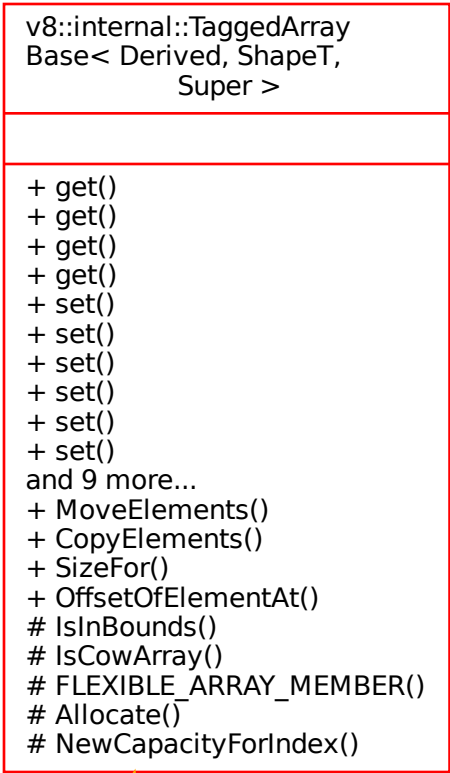 v8::internal::TaggedArray
Base< Derived, ShapeT,
Super >
+ get()
+ get()
+ get()
+ get()
+ set()
+ set()
+ set()
+ set()
+ set()
+ set()
and 9 more...
+ MoveElements()
+ CopyElements()
+ SizeFor()
+ OffsetOfElementAt()
# IsInBounds()
# IsCowArray()
# FLEXIBLE_ARRAY_MEMBER()
# Allocate()
# NewCapacityForIndex()